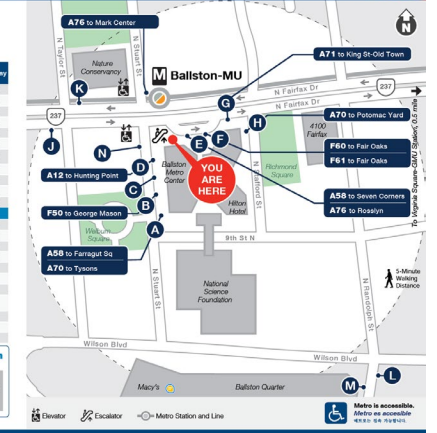 A76 to Mark Center
N
N Taylor St
N Stuart St
Nature
Conservancy
M Ballston-MU
A71 to King St-Old Town
N Fairfax Dr
237
K
G
N Fairfax Dr
237
A70 to Potomac Yard
H
4100
Fairfax
J
N
F
E
F60 to Fair Oaks
F61 to Fair Oaks
To Virginia Square-GMU Station, 0.5 mile
D
A12 to Hunting Point
C
Ballston
Metro
Center
YOU
ARE
HERE
Richmond
Square
N Stafford St
A58 to Seven Corners
A76 to Rosslyn
B
F50 to George Mason
Hilton
Hotel
A
Welburn
Square
9th St N
A58 to Farragut Sq
A70 to Tysons
N Stuart St
National
Science
Foundation
N Randolph St
5-Minute
Walking
Distance
Wilson Blvd
Wilson Blvd
Macy's
Ballston Quarter
M
L
Elevator
Escalator
Metro Station and Line
Metro is accessible.
Metro es accesible